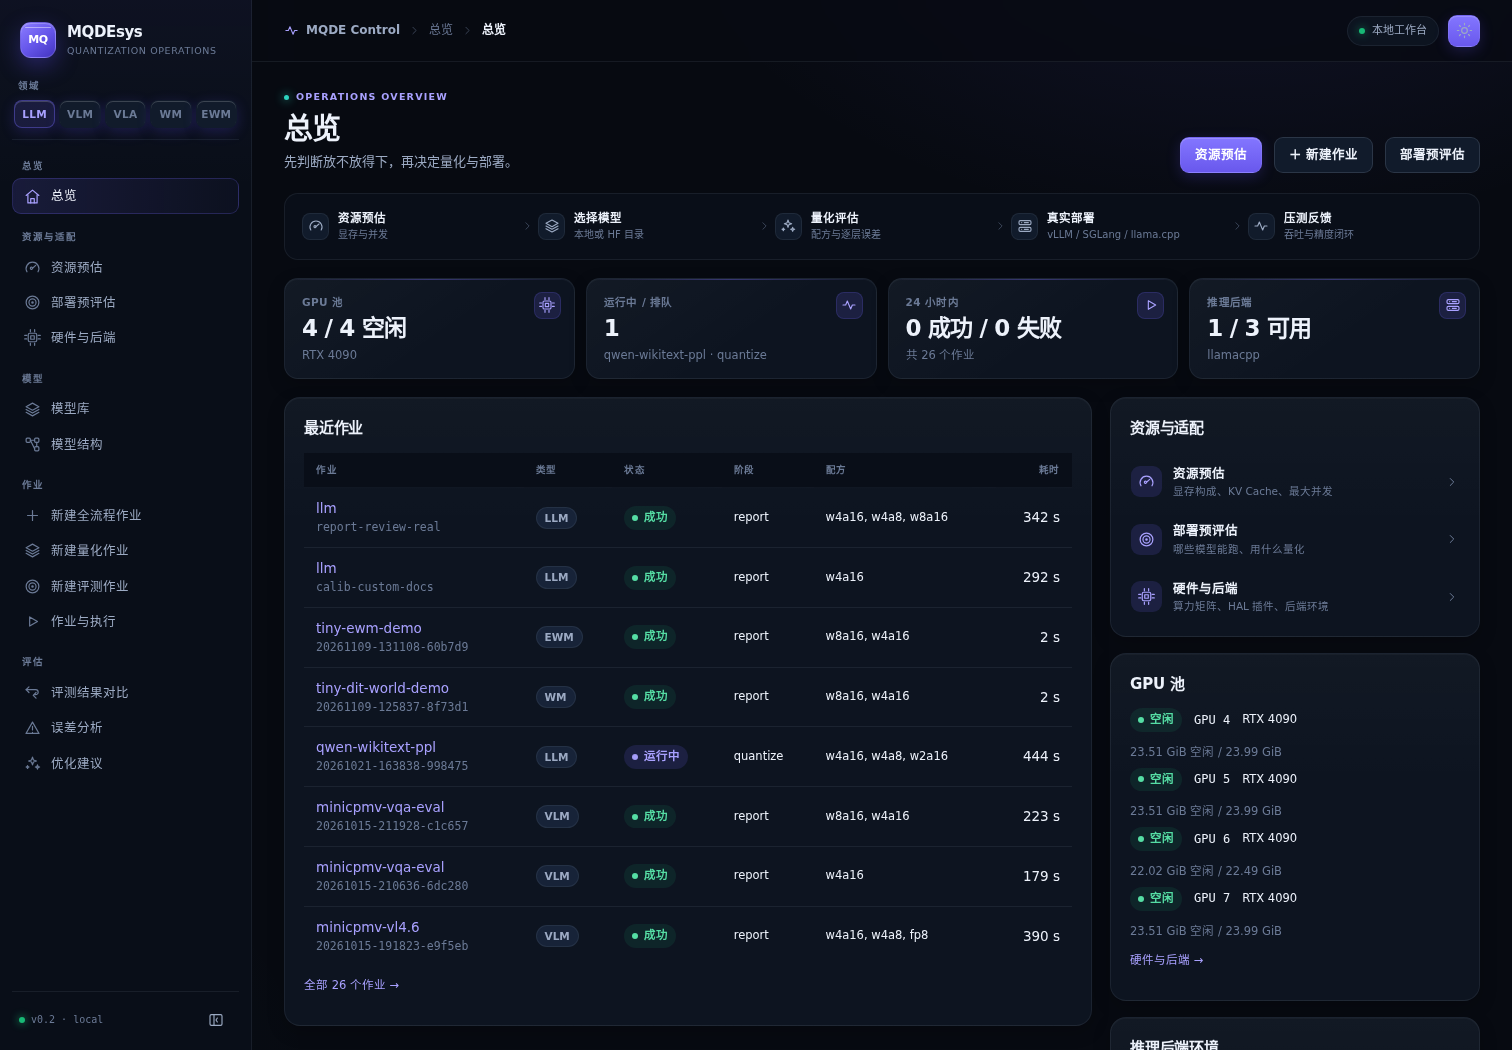 MQ
MQDEsys
QUANTIZATION OPERATIONS
领域
LLM VLM VLA WM EWM
总览
总览
资源与适配
资源预估
部署预评估
硬件与后端
模型
模型库
模型结构
作业
新建全流程作业
新建量化作业
新建评测作业
作业与执行
评估
评测结果对比
误差分析
优化建议
v0.2 · local
MQDE Control 总览 总览
本地工作台
OPERATIONS OVERVIEW
总览
先判断放不放得下，再决定量化与部署。
资源预估
+ 新建作业
部署预评估
资源预估
显存与并发
选择模型
本地或 HF 目录
量化评估
配方与逐层误差
真实部署
vLLM / SGLang / llama.cpp
压测反馈
吞吐与精度闭环
GPU 池
4 / 4 空闲
RTX 4090
运行中 / 排队
1
qwen-wikitext-ppl · quantize
24 小时内
0 成功 / 0 失败
共 26 个作业
推理后端
1 / 3 可用
llamacpp
最近作业
作业 类型 状态 阶段 配方 耗时
llm
report-review-real
LLM 成功 report w4a16, w4a8, w8a16 342 s
llm
calib-custom-docs
LLM 成功 report w4a16 292 s
tiny-ewm-demo
20261109-131108-60b7d9
EWM 成功 report w8a16, w4a16 2 s
tiny-dit-world-demo
20261109-125837-8f73d1
WM 成功 report w8a16, w4a16 2 s
qwen-wikitext-ppl
20261021-163838-998475
LLM 运行中 quantize w4a16, w4a8, w2a16 444 s
minicpmv-vqa-eval
20261015-211928-c1c657
VLM 成功 report w8a16, w4a16 223 s
minicpmv-vqa-eval
20261015-210636-6dc280
VLM 成功 report w4a16 179 s
minicpmv-vl4.6
20261015-191823-e9f5eb
VLM 成功 report w4a16, w4a8, fp8 390 s
全部 26 个作业 →
资源与适配
资源预估
显存构成、KV Cache、最大并发
部署预评估
哪些模型能跑、用什么量化
硬件与后端
算力矩阵、HAL 插件、后端环境
GPU 池
空闲 GPU 4 RTX 4090
23.51 GiB 空闲 / 23.99 GiB
空闲 GPU 5 RTX 4090
23.51 GiB 空闲 / 23.99 GiB
空闲 GPU 6 RTX 4090
22.02 GiB 空闲 / 22.49 GiB
空闲 GPU 7 RTX 4090
23.51 GiB 空闲 / 23.99 GiB
硬件与后端 →
推理后端环境